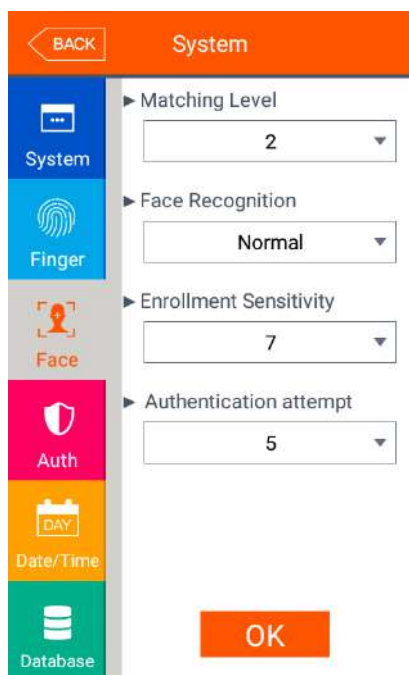 BACK
System
System
Finger
Face
Auth
DAY
Date/Time
Database
► Matching Level
2
► Face Recognition
Normal
► Enrollment Sensitivity
7
► Authentication attempt
5
OK